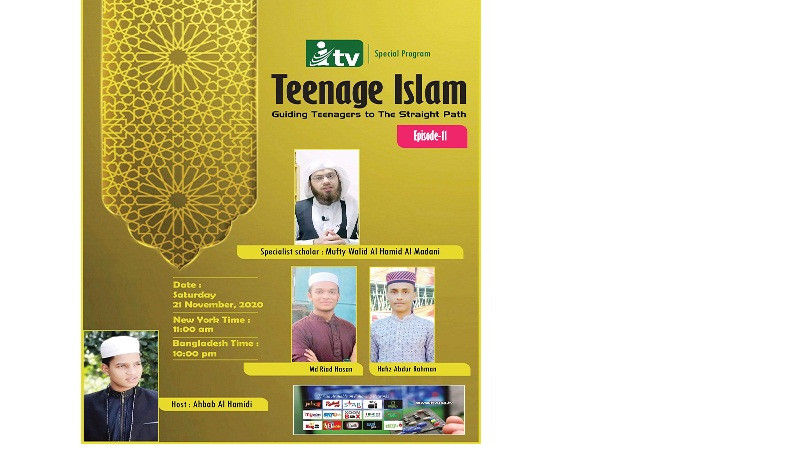 itv
Special Program
Teenage Islam
Guiding Teenagers to The Straight Path
Episode-11
Specialist scholar : Mufty Walid Al Hamid Al Madani
Date :
Saturday
21 November, 2020
New York Time :
11:00 am
Bangladesh Time :
10:00 pm
Md Riad Hasan
Hafiz Abdur Rahman
Host : Ahbab Al Hamidi